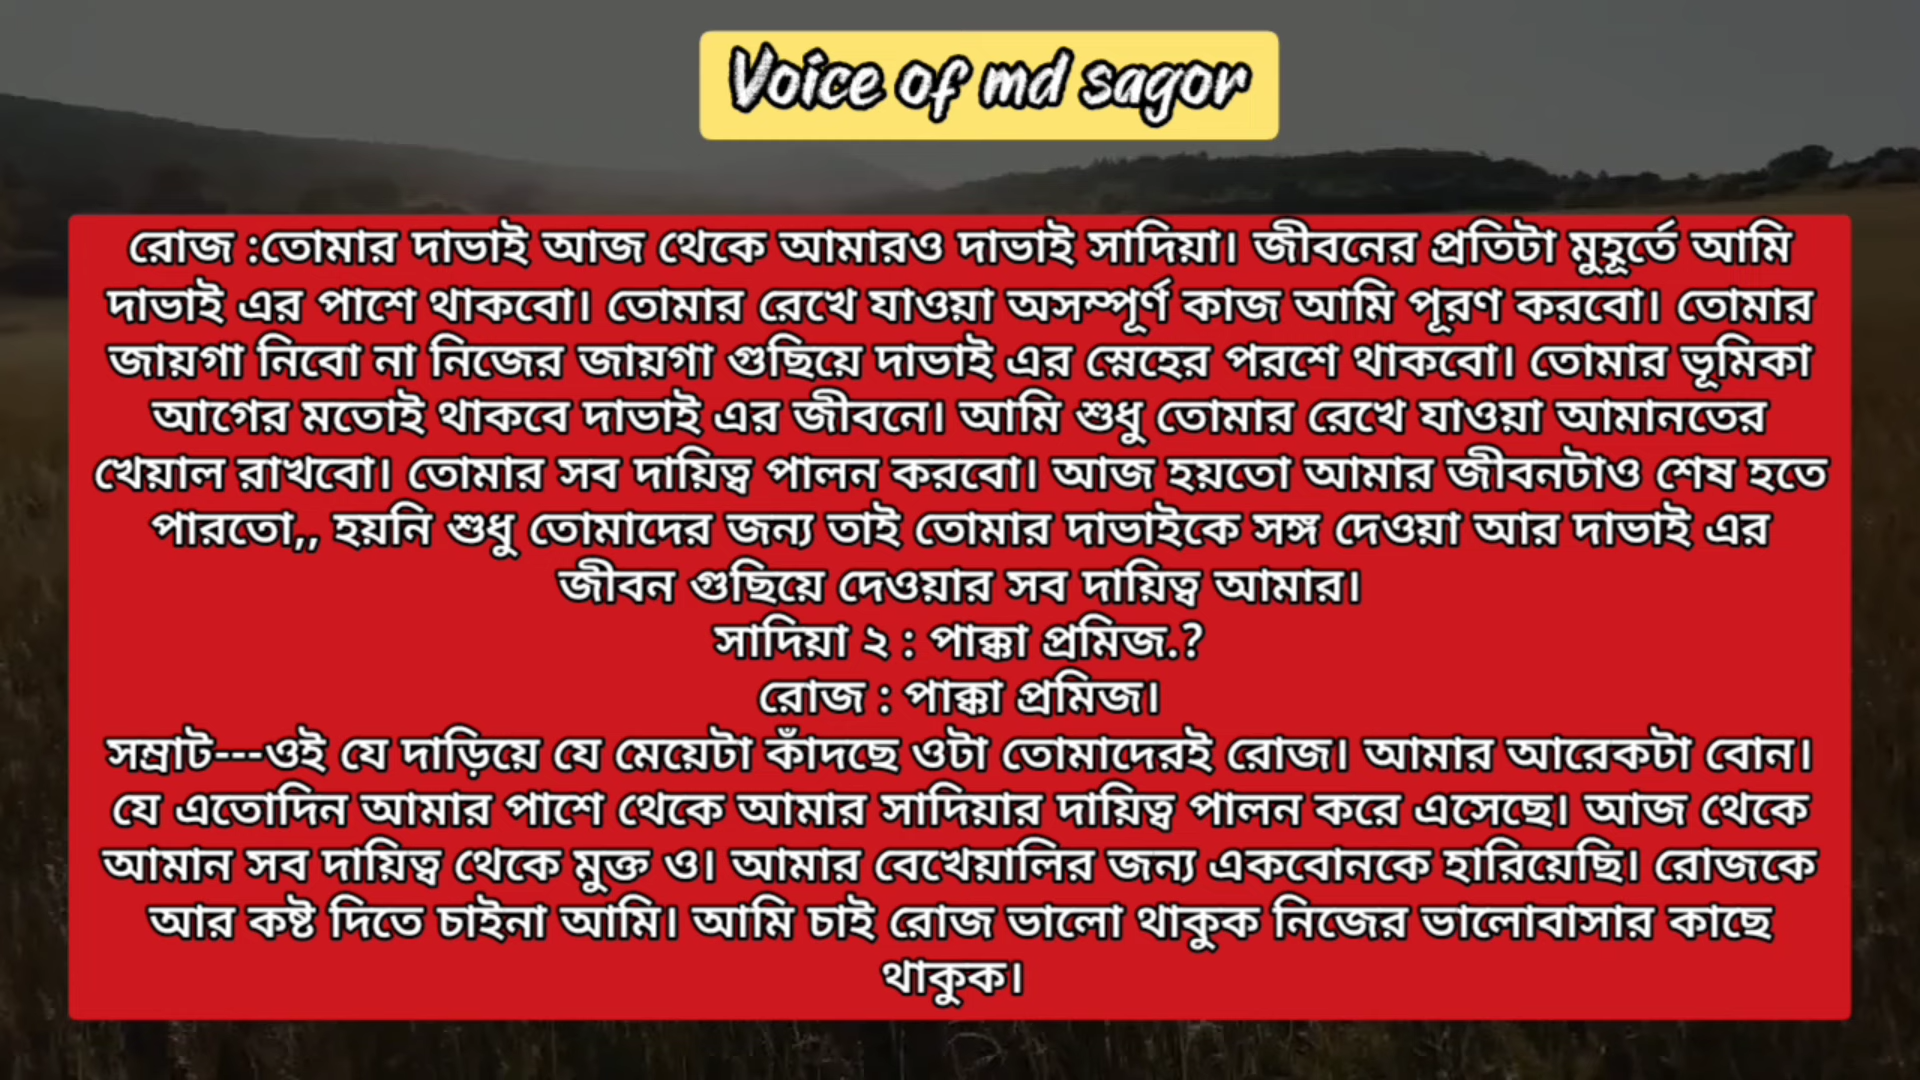 Voice of md sagor
রোজ :তোমার দাভাই আজ থেকে আমারও দাভাই সাদিয়া। জীবনের প্রতিটা মুহূর্তে আমি
দাভাই এর পাশে থাকবো। তোমার রেখে যাওয়া অসম্পূর্ণ কাজ আমি পূরণ করবো। তোমার
জায়গা নিবো না নিজের জায়গা গুছিয়ে দাভাই এর স্নেহের পরশে থাকবো। তোমার ভূমিকা
আগের মতোই থাকবে দাভাই এর জীবনে। আমি শুধু তোমার রেখে যাওয়া আমানতের
খেয়াল রাখবো। তোমার সব দায়িত্ব পালন করবো। আজ হয়তো আমার জীবনটাও শেষ হতে
পারতো,, হয়নি শুধু তোমাদের জন্য তাই তোমার দাভাইকে সঙ্গ দেওয়া আর দাভাই এর
জীবন গুছিয়ে দেওয়ার সব দায়িত্ব আমার।
সাদিয়া ২ : পাক্কা প্রমিজ.?
রোজ : পাক্কা প্রমিজ।
সম্রাট---ওই যে দাড়িয়ে যে মেয়েটা কাঁদছে ওটা তোমাদেরই রোজ। আমার আরেকটা বোন।
যে এতোদিন আমার পাশে থেকে আমার সাদিয়ার দায়িত্ব পালন করে এসেছে। আজ থেকে
আমান সব দায়িত্ব থেকে মুক্ত ও। আমার বেখেয়ালির জন্য একবোনকে হারিয়েছি। রোজকে
আর কষ্ট দিতে চাইনা আমি। আমি চাই রোজ ভালো থাকুক নিজের ভালোবাসার কাছে
থাকুক।